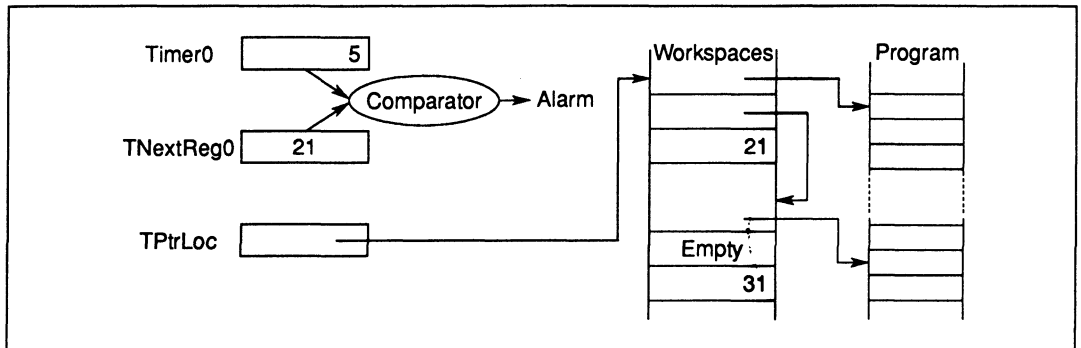 Timer0
5
Comparator
Alarm
TNextReg0
21
TPtrLoc
Workspaces
21
Empty
31
Program